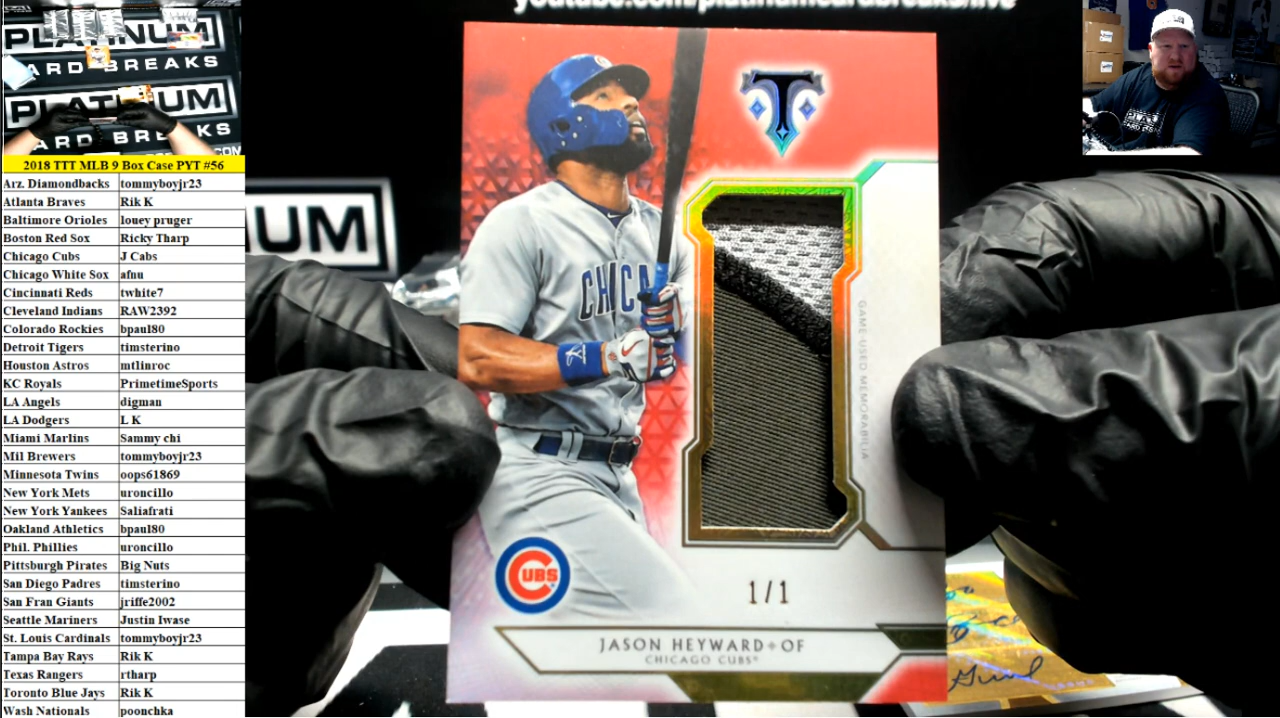 youtube.com/platinumcardbreakslive
PLATINUM
ARD BREAKS
PLATINUM
ARD BREAKS
.COM
2018 TTT MLB 9 Box Case PYT #56
Arz. Diamondbacks tommyboyjr23
Atlanta Braves Rik K
Baltimore Orioles louey pruger
Boston Red Sox Ricky Tharp
Chicago Cubs J Cabs
Chicago White Sox afnu
Cincinnati Reds twhite7
Cleveland Indians RAW2392
Colorado Rockies bpaul80
Detroit Tigers timsterino
Houston Astros mtlinroc
KC Royals PrimetimeSports
LA Angels digman
LA Dodgers L K
Miami Marlins Sammy chi
Mil Brewers tommyboyjr23
Minnesota Twins oops61869
New York Mets uroncillo
New York Yankees Saliafrati
Oakland Athletics bpaul80
Phil. Phillies uroncillo
Pittsburgh Pirates Big Nuts
San Diego Padres timsterino
San Fran Giants jriffe2002
Seattle Mariners Justin Iwase
St. Louis Cardinals tommyboyjr23
Tampa Bay Rays Rik K
Texas Rangers rtharp
Toronto Blue Jays Rik K
Wash Nationals poonchka
UM
T
CHICA
GAME-USED MEMORABILIA
CUBS
1/1
JASON HEYWARD • OF
CHICAGO CUBS®